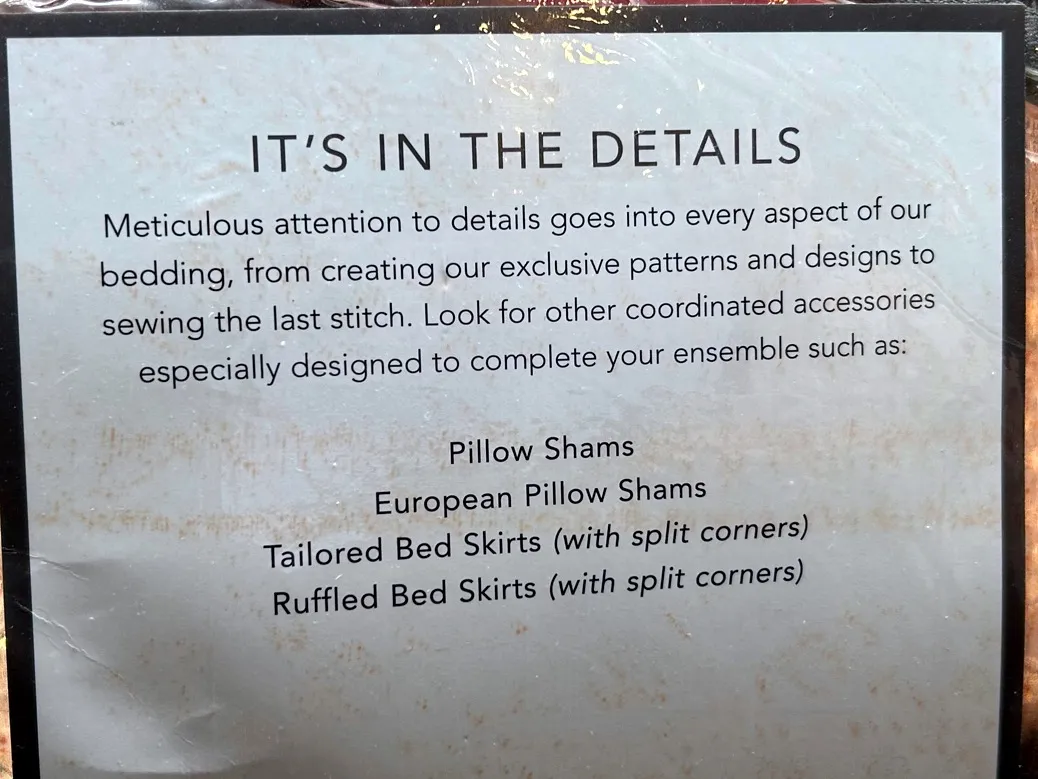 IT'S IN THE DETAILS
Meticulous attention to details goes into every aspect of our
bedding, from creating our exclusive patterns and designs to
sewing the last stitch. Look for other coordinated accessories
especially designed to complete your ensemble such as:
Pillow Shams
European Pillow Shams
Tailored Bed Skirts (with split corners)
Ruffled Bed Skirts (with split corners)